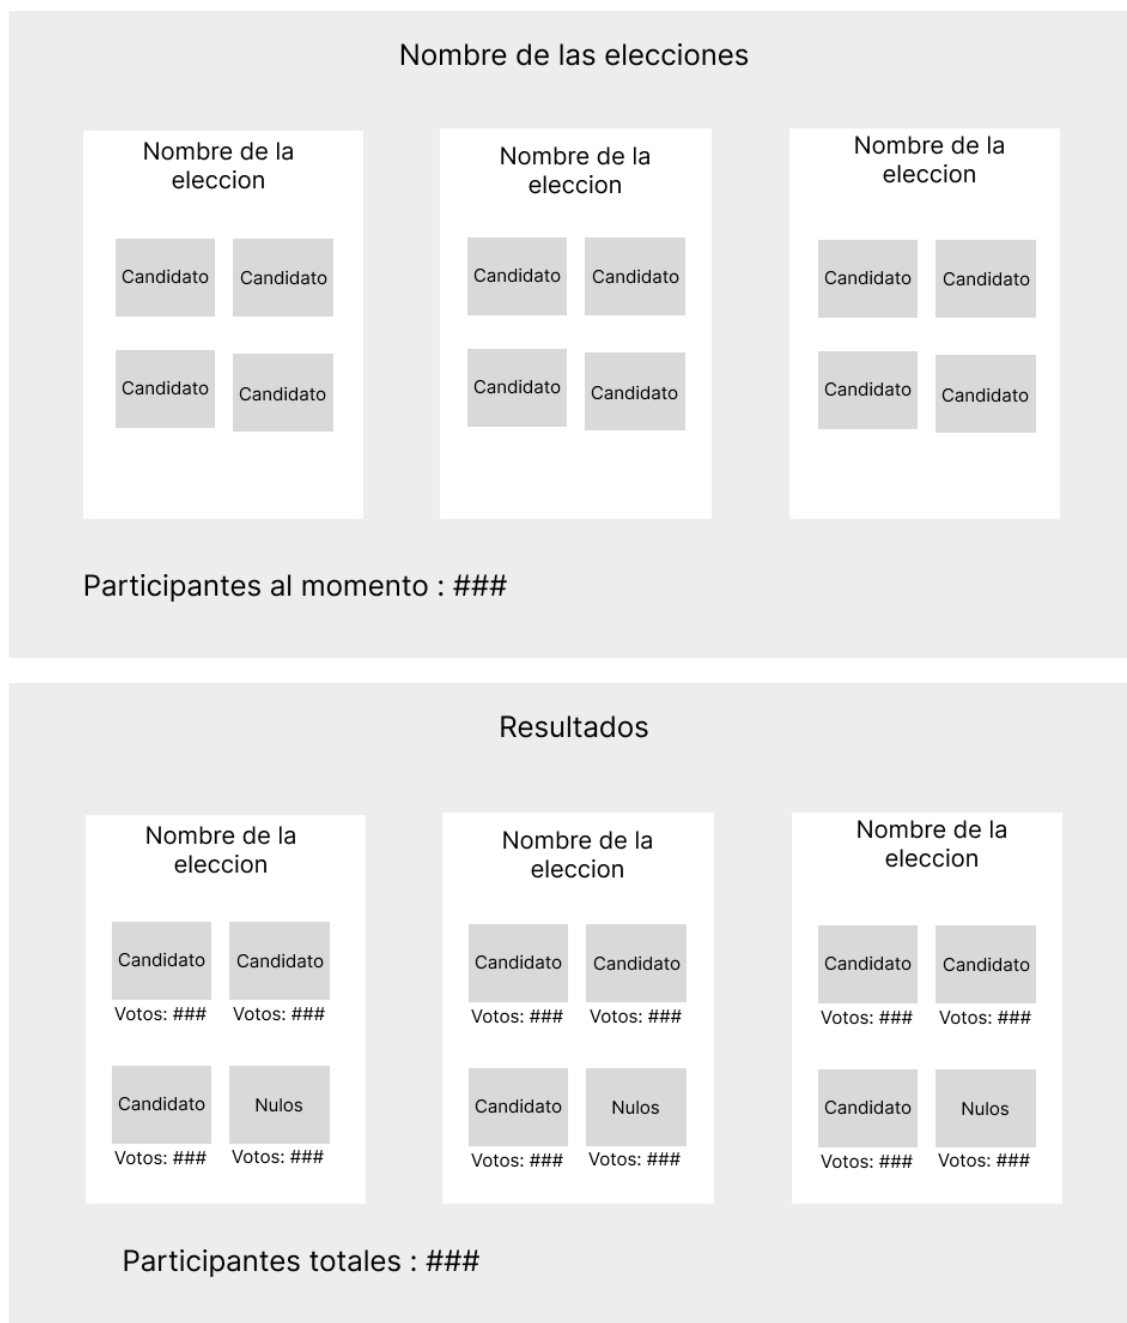 Nombre de las elecciones
Nombre de la
eleccion
Candidato
Candidato
Candidato
Candidato
Nombre de la
eleccion
Candidato
Candidato
Candidato
Candidato
Nombre de la
eleccion
Candidato
Candidato
Candidato
Candidato
Participantes al momento : ###
Resultados
Nombre de la
eleccion
Candidato
Votos: ###
Candidato
Votos: ###
Candidato
Votos: ###
Nulos
Votos: ###
Nombre de la
eleccion
Candidato
Votos: ###
Candidato
Votos: ###
Candidato
Votos: ###
Nulos
Votos: ###
Nombre de la
eleccion
Candidato
Votos: ###
Candidato
Votos: ###
Candidato
Votos: ###
Nulos
Votos: ###
Participantes totales : ###